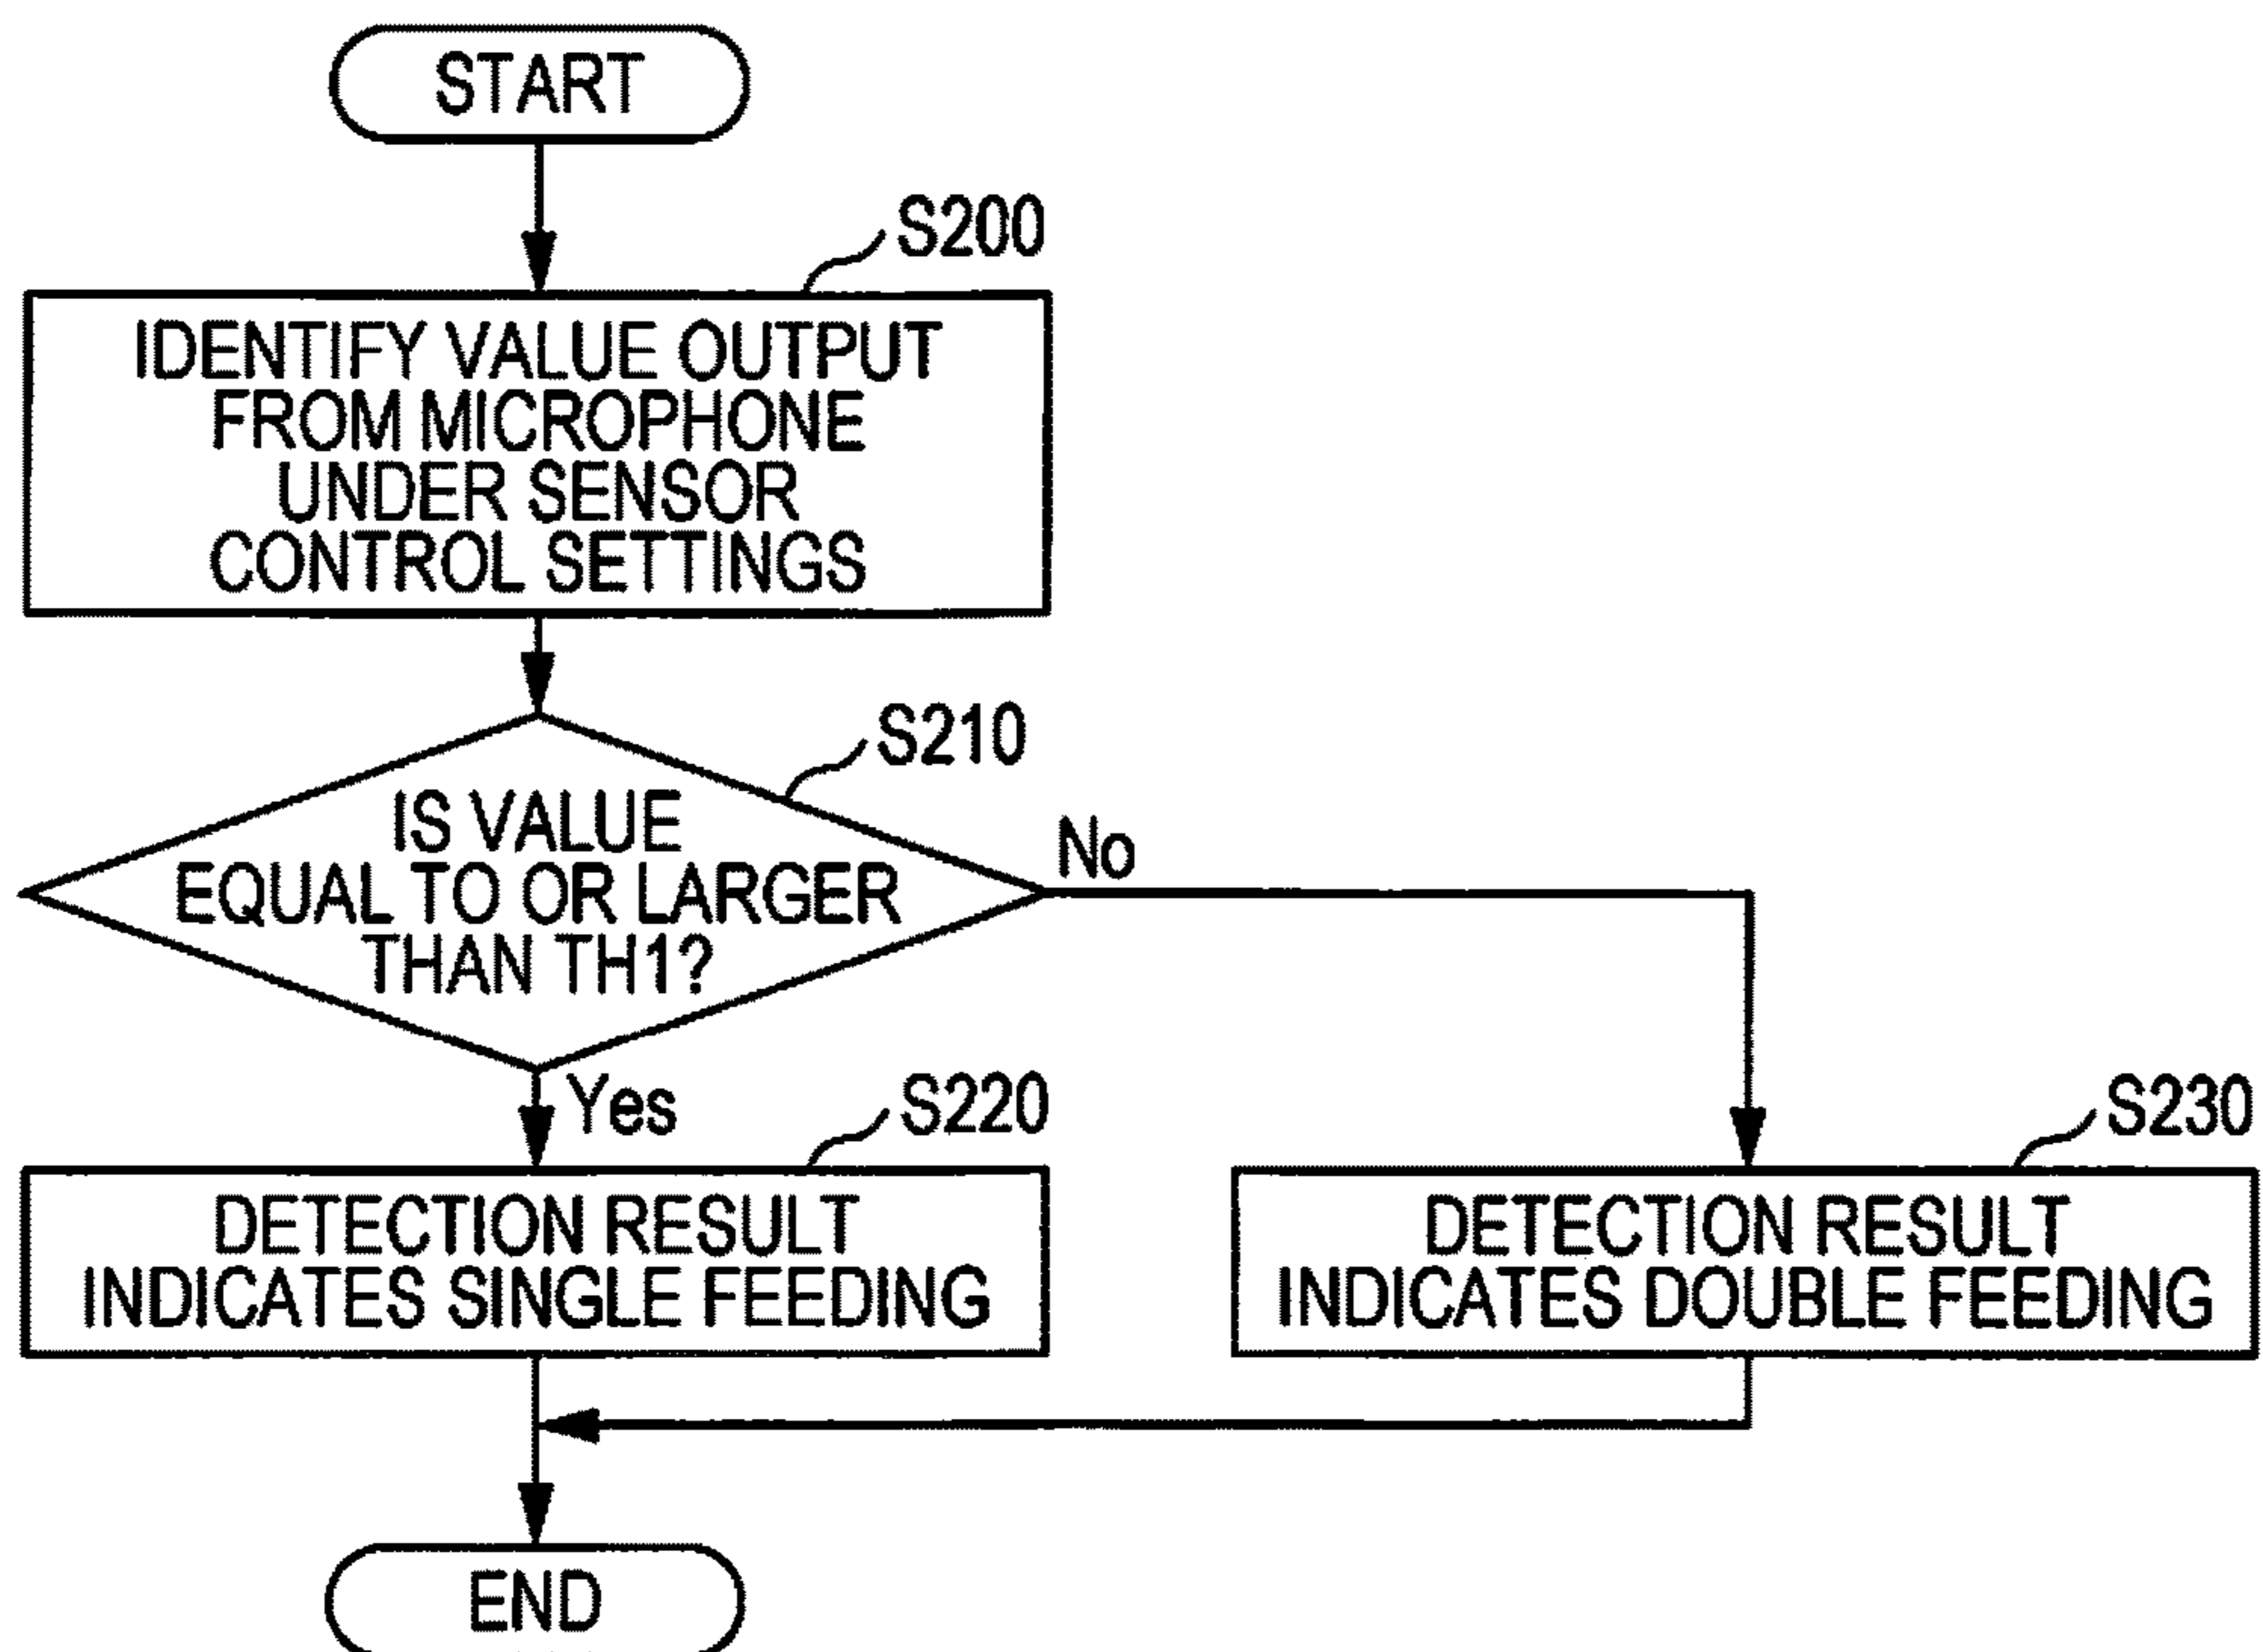 START
S200
IDENTIFY VALUE OUTPUT
FROM MICROPHONE
UNDER SENSOR
CONTROL SETTINGS
S210
IS VALUE
EQUAL TO OR LARGER
THAN TH1?
No
Yes
S220
DETECTION RESULT
INDICATES SINGLE FEEDING
S230
DETECTION RESULT
INDICATES DOUBLE FEEDING
END